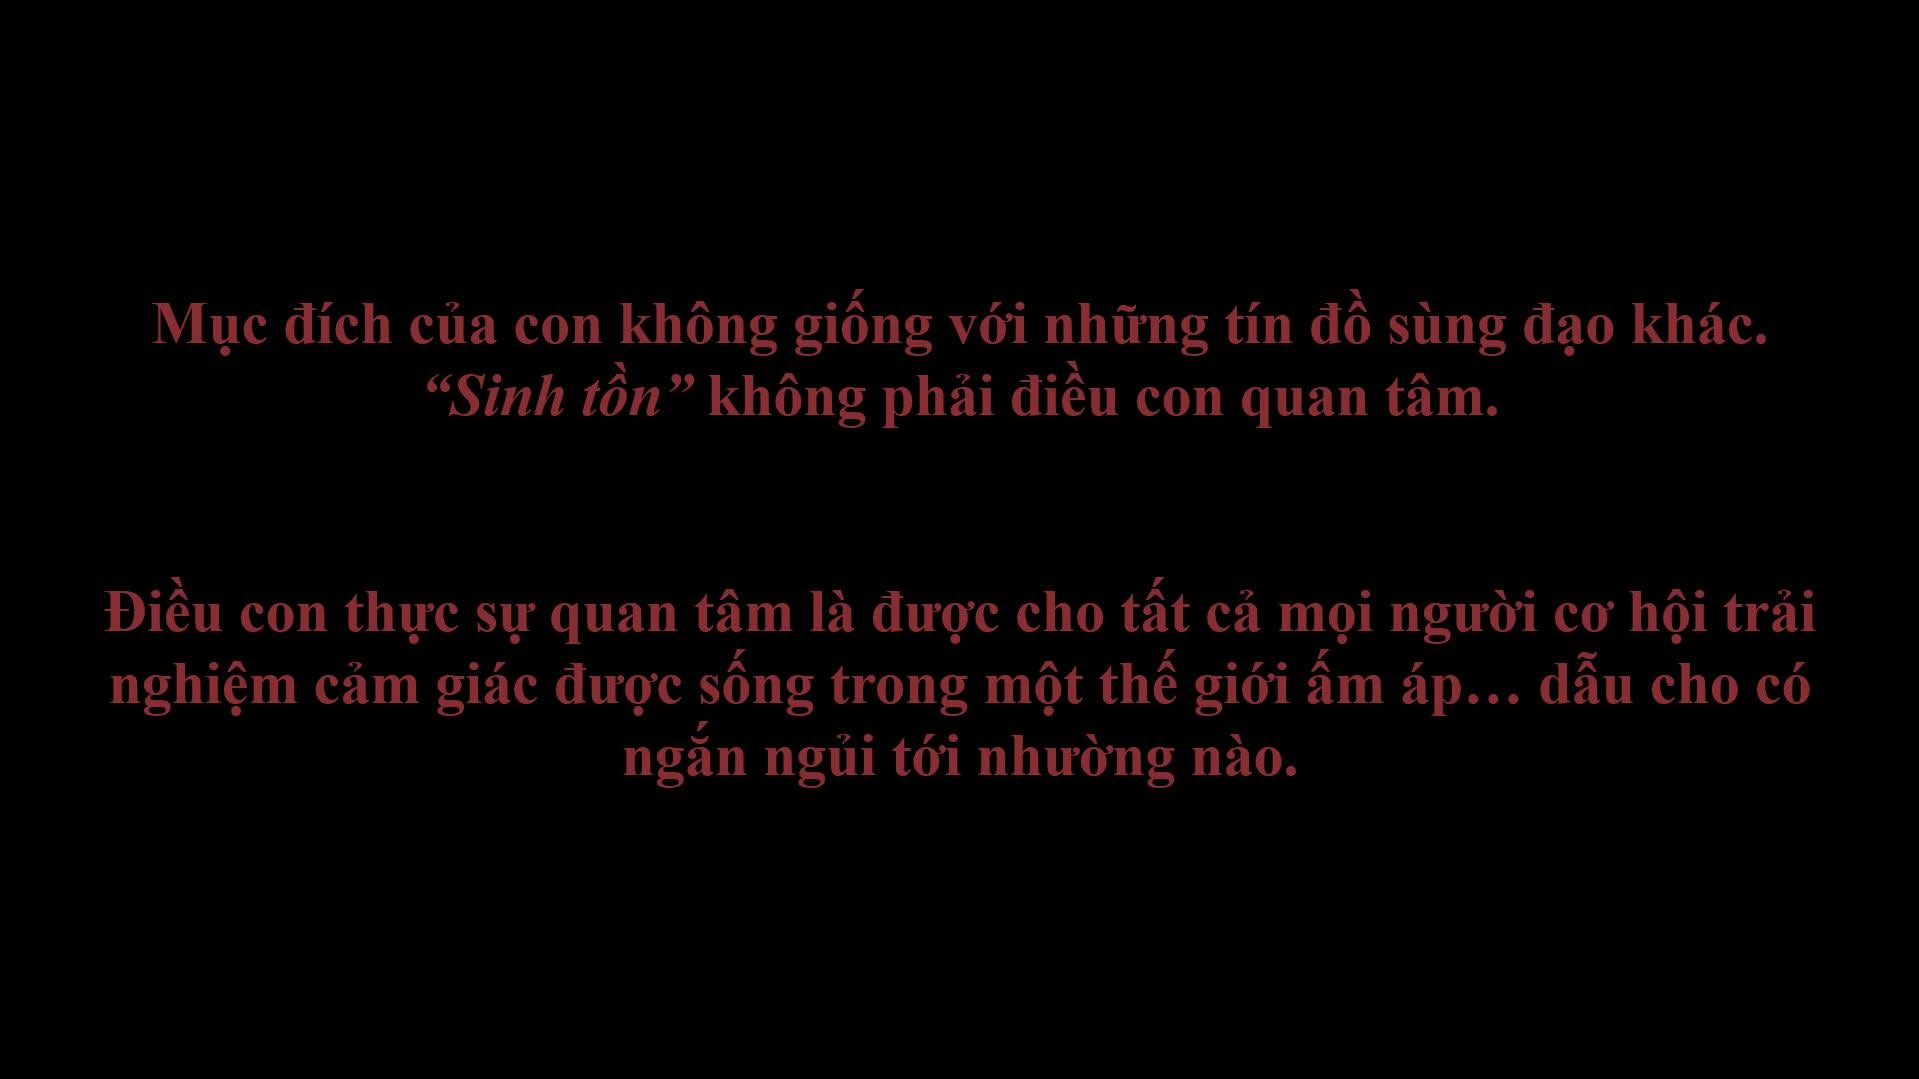 Mục đích của con không giống với những tín đồ sùng đạo khác.
“Sinh tồn” không phải điều con quan tâm.
Điều con thực sự quan tâm là được cho tất cả mọi người cơ hội trải
nghiệm cảm giác được sống trong một thế giới ấm áp… dẫu cho có
ngắn ngủi tới nhường nào.